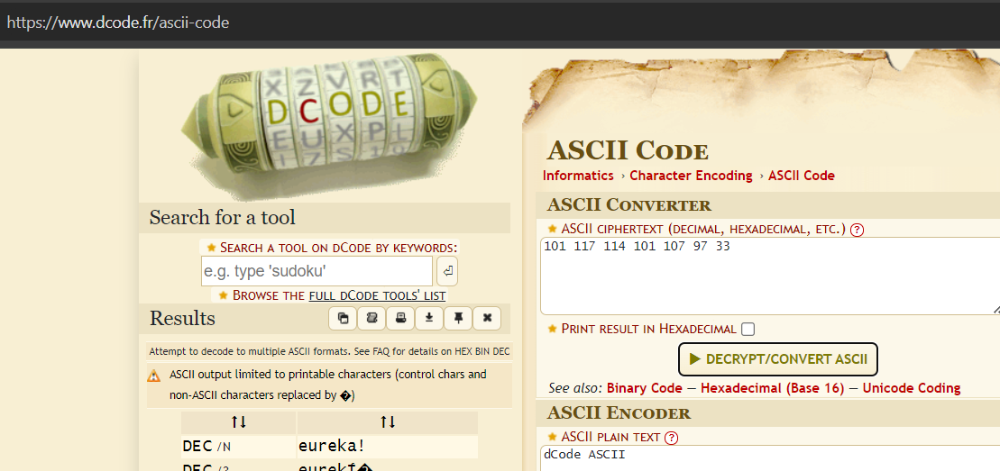 https://www.dcode.fr/ascii-code
X Z V R T
D C O D E
E U X P L
Search for a tool
Search a tool on dCode by keywords:
e.g. type 'sudoku'
Browse the full dCode tools' list
Results
Attempt to decode to multiple ASCII formats. See FAQ for details on HEX BIN DEC
ASCII output limited to printable characters (control chars and
non-ASCII characters replaced by �)
↑↓ ↑↓
DEC /N eureka!
ASCII Code
Informatics › Character Encoding › ASCII Code
ASCII Converter
ASCII ciphertext (decimal, hexadecimal, etc.) ?
101 117 114 101 107 97 33
Print result in Hexadecimal
▶ DECRYPT/CONVERT ASCII
See also: Binary Code — Hexadecimal (Base 16) — Unicode Coding
ASCII Encoder
ASCII plain text ?
dCode ASCII